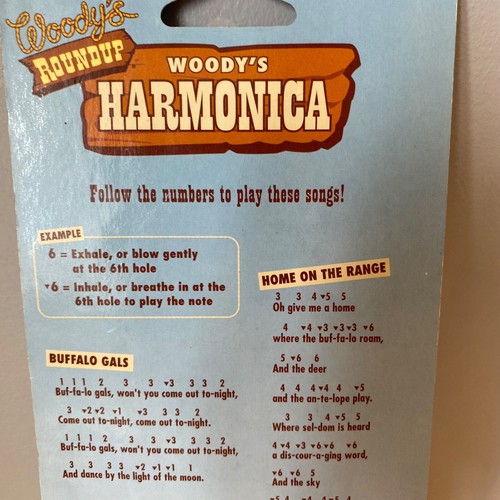 Woody's
ROUNDUP
WOODY'S
HARMONICA
Follow the numbers to play these songs!
EXAMPLE
6 = Exhale, or blow gently
at the 6th hole
▾6 = Inhale, or breathe in at the
6th hole to play the note
BUFFALO GALS
1 1 1 2 3 3 ▾3 3 3 2
Buf-fa-lo gals, won't you come out to-night,
3 ▾2 ▾2 ▾1 ▾3 3 3 2
Come out to-night, come out to-night.
1 1 1 2 3 3 ▾3 3 3 2
Buf-fa-lo gals, won't you come out to-night,
3 3 3 3 ▾2 ▾1 ▾1 1
And dance by the light of the moon.
HOME ON THE RANGE
3 3 4 ▾5 5
Oh give me a home
4 ▾4 ▾3 ▾3 ▾3 ▾6
where the buf-fa-lo roam,
5 ▾6 6
And the deer
4 4 4 ▾4 4 ▾5
and the an-te-lope play.
3 3 4 ▾5 5
Where sel-dom is heard
4 ▾4 ▾3 ▾6 ▾6 ▾6
a dis-cour-a-ging word,
▾6 ▾6 5
And the sky